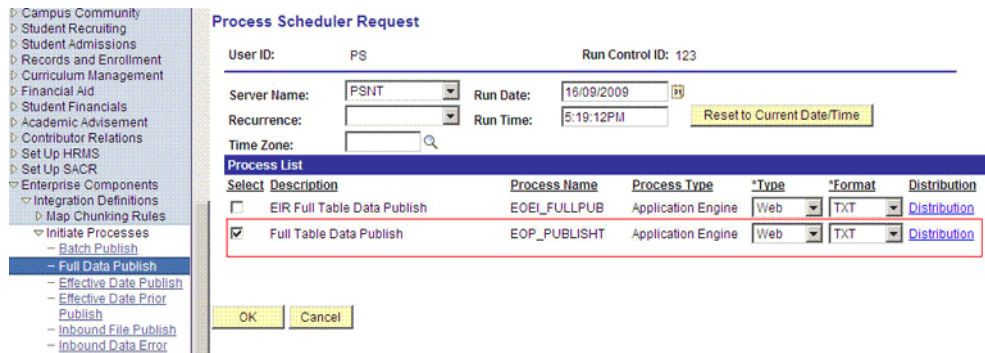 Campus Community
Student Recruiting
Student Admissions
Records and Enrollment
Curriculum Management
Financial Aid
Student Financials
Academic Advisement
Contributor Relations
Set Up HRMS
Set Up SACR
Enterprise Components
Integration Definitions
Map Chunking Rules
Initiate Processes
Batch Publish
Full Data Publish
Effective Date Publish
Effective Date Prior
Publish
Inbound File Publish
Inbound Data Error
Process Scheduler Request
User ID: PS Run Control ID: 123
Server Name: PSNT Run Date: 16/09/2009 31
Recurrence: Run Time: 5:19:12PM Reset to Current Date/Time
Time Zone:
Process List
Select Description Process Name Process Type *Type *Format Distribution
EIR Full Table Data Publish EOEI_FULLPUB Application Engine Web TXT Distribution
Full Table Data Publish EOP_PUBLISHT Application Engine Web TXT Distribution
OK Cancel